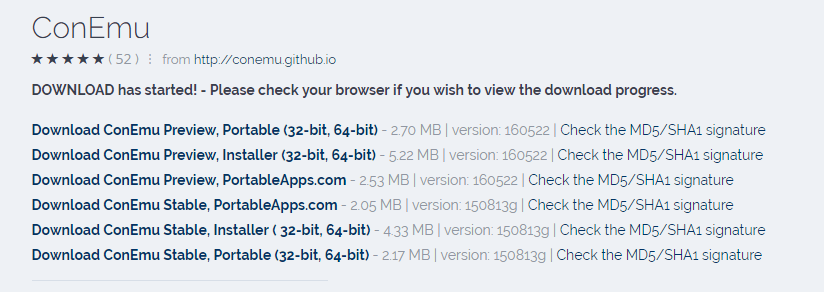 ConEmu
★★★★★ ( 52 ) ⋮ from http://conemu.github.io
DOWNLOAD has started! - Please check your browser if you wish to view the download progress.
Download ConEmu Preview, Portable (32-bit, 64-bit) - 2.70 MB | version: 160522 | Check the MD5/SHA1 signature
Download ConEmu Preview, Installer (32-bit, 64-bit) - 5.22 MB | version: 160522 | Check the MD5/SHA1 signature
Download ConEmu Preview, PortableApps.com - 2.53 MB | version: 160522 | Check the MD5/SHA1 signature
Download ConEmu Stable, PortableApps.com - 2.05 MB | version: 150813g | Check the MD5/SHA1 signature
Download ConEmu Stable, Installer ( 32-bit, 64-bit) - 4.33 MB | version: 150813g | Check the MD5/SHA1 signature
Download ConEmu Stable, Portable (32-bit, 64-bit) - 2.17 MB | version: 150813g | Check the MD5/SHA1 signature